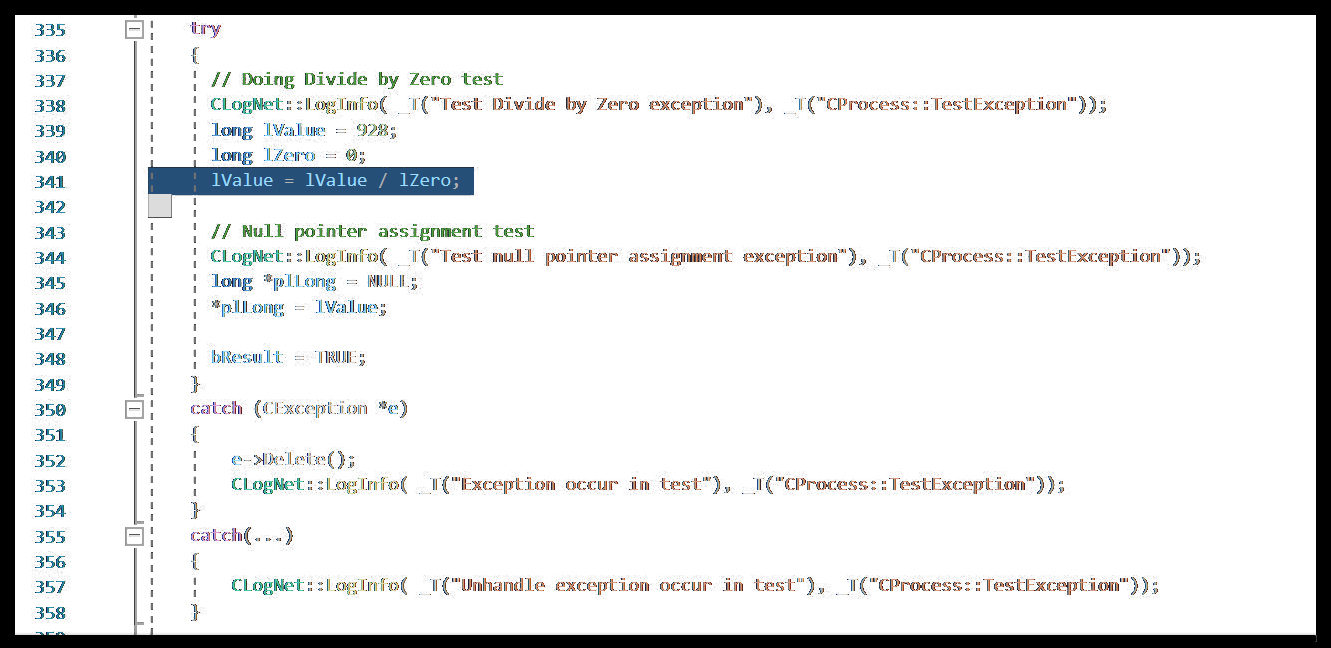 335 try
336 {
337 // Doing Divide by Zero test
338 CLogNet::LogInfo( _T("Test Divide by Zero exception"), _T("CProcess::TestException"));
339 long lValue = 928;
340 long lZero = 0;
341 lValue = lValue / lZero;
342
343 // Null pointer assignment test
344 CLogNet::LogInfo( _T("Test null pointer assignment exception"), _T("CProcess::TestException"));
345 long *plLong = NULL;
346 *plLong = lValue;
347
348 bResult = TRUE;
349 }
350 catch (CException *e)
351 {
352 e->Delete();
353 CLogNet::LogInfo( _T("Exception occur in test"), _T("CProcess::TestException"));
354 }
355 catch(...)
356 {
357 CLogNet::LogInfo( _T("Unhandle exception occur in test"), _T("CProcess::TestException"));
358 }